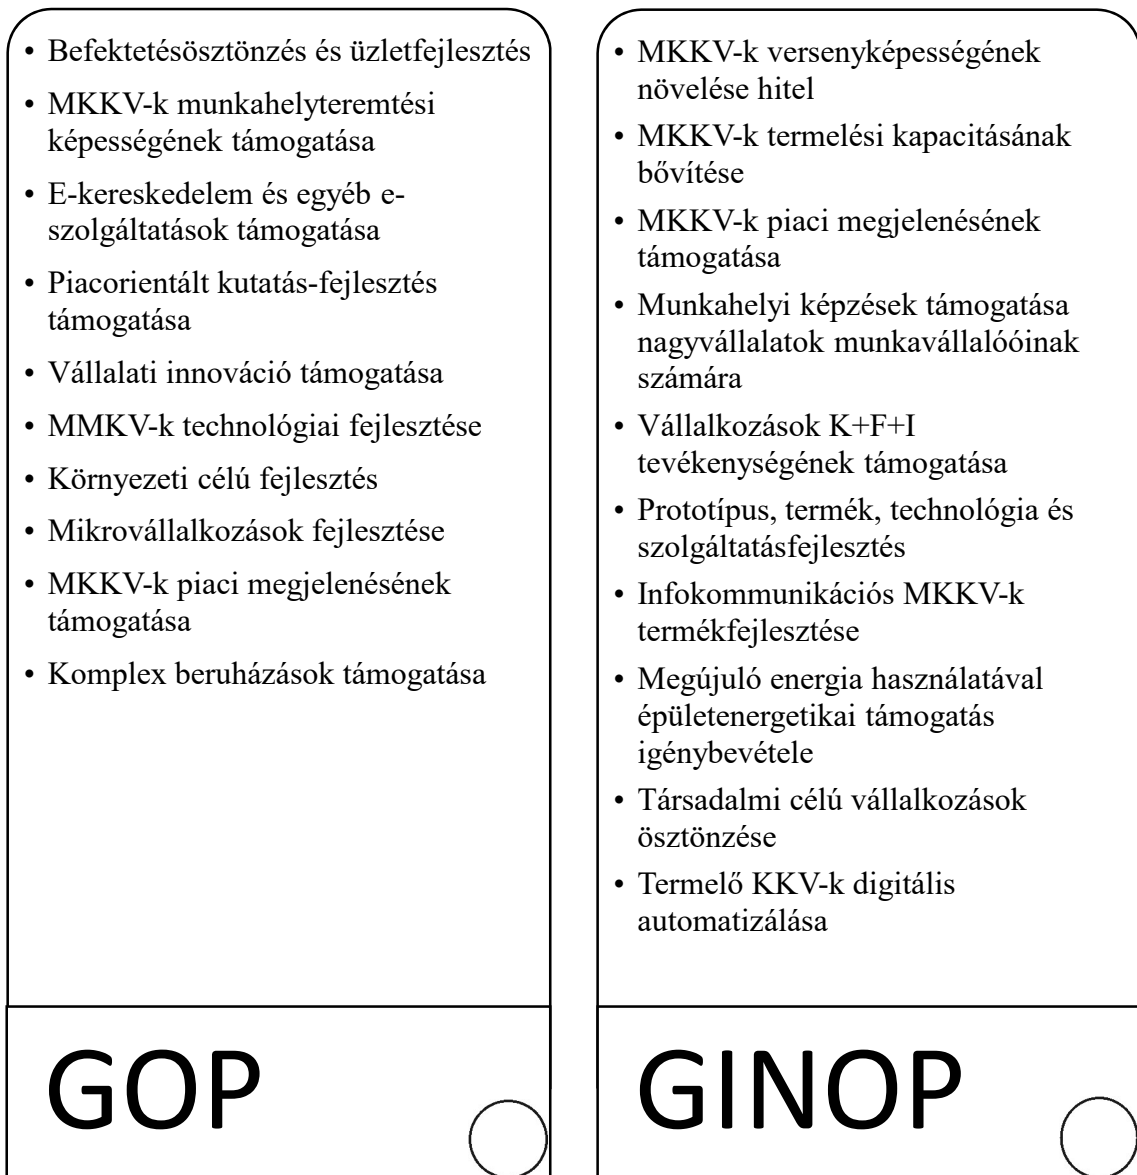 • Befektetésösztönzés és üzletfejlesztés
• MKKV-k munkahelyteremtési
képességének támogatása
• E-kereskedelem és egyéb e-
szolgáltatások támogatása
• Piacorientált kutatás-fejlesztés
támogatása
• Vállalati innováció támogatása
• MMKV-k technológiai fejlesztése
• Környezeti célú fejlesztés
• Mikrovállalkozások fejlesztése
• MKKV-k piaci megjelenésének
támogatása
• Komplex beruházások támogatása
GOP
• MKKV-k versenyképességének
növelése hitel
• MKKV-k termelési kapacitásának
bővítése
• MKKV-k piaci megjelenésének
támogatása
• Munkahelyi képzések támogatása
nagyvállalatok munkavállalóóinak
számára
• Vállalkozások K+F+I
tevékenységének támogatása
• Prototípus, termék, technológia és
szolgáltatásfejlesztés
• Infokommunikációs MKKV-k
termékfejlesztése
• Megújuló energia használatával
épületenergetikai támogatás
igénybevétele
• Társadalmi célú vállalkozások
ösztönzése
• Termelő KKV-k digitális
automatizálása
GINOP